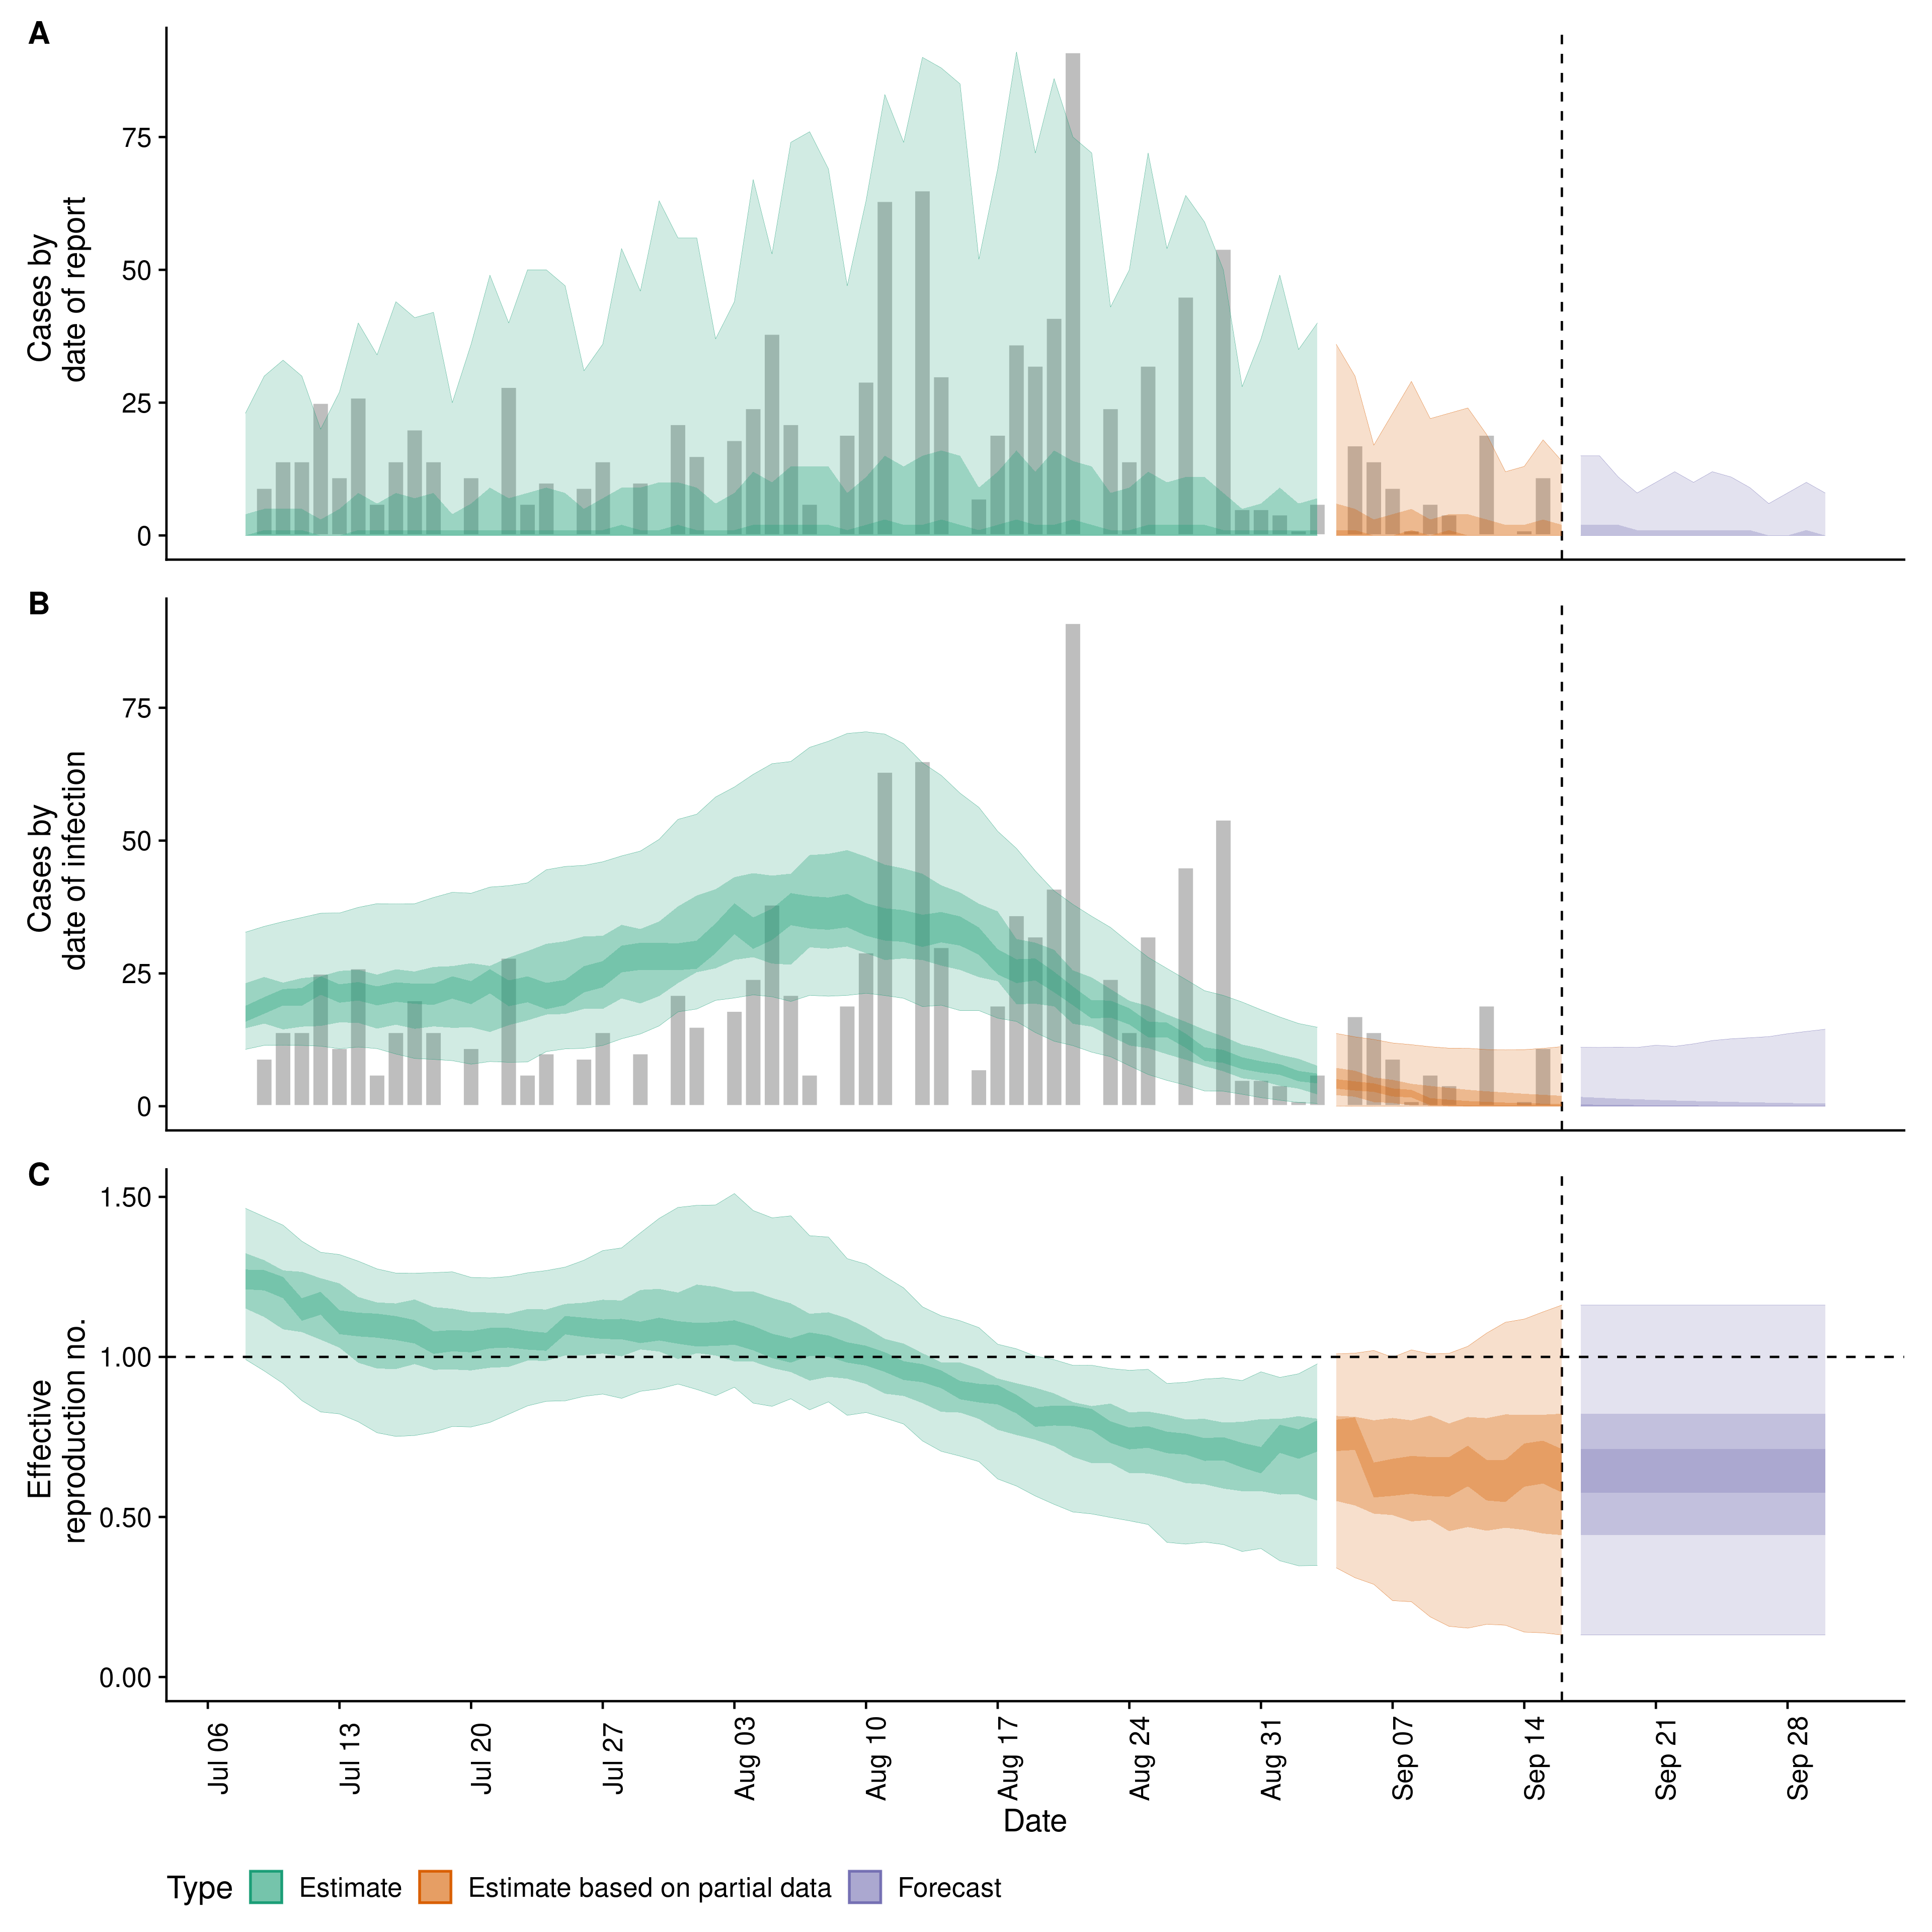 A
Cases by
date of report
75
50
25
0
B
Cases by
date of infection
75
50
25
0
C
Effective
reproduction no.
1.50
1.00
0.50
0.00
Jul 06
Jul 13
Jul 20
Jul 27
Aug 03
Aug 10
Aug 17
Aug 24
Aug 31
Sep 07
Sep 14
Sep 21
Sep 28
Date
Type Estimate Estimate based on partial data Forecast